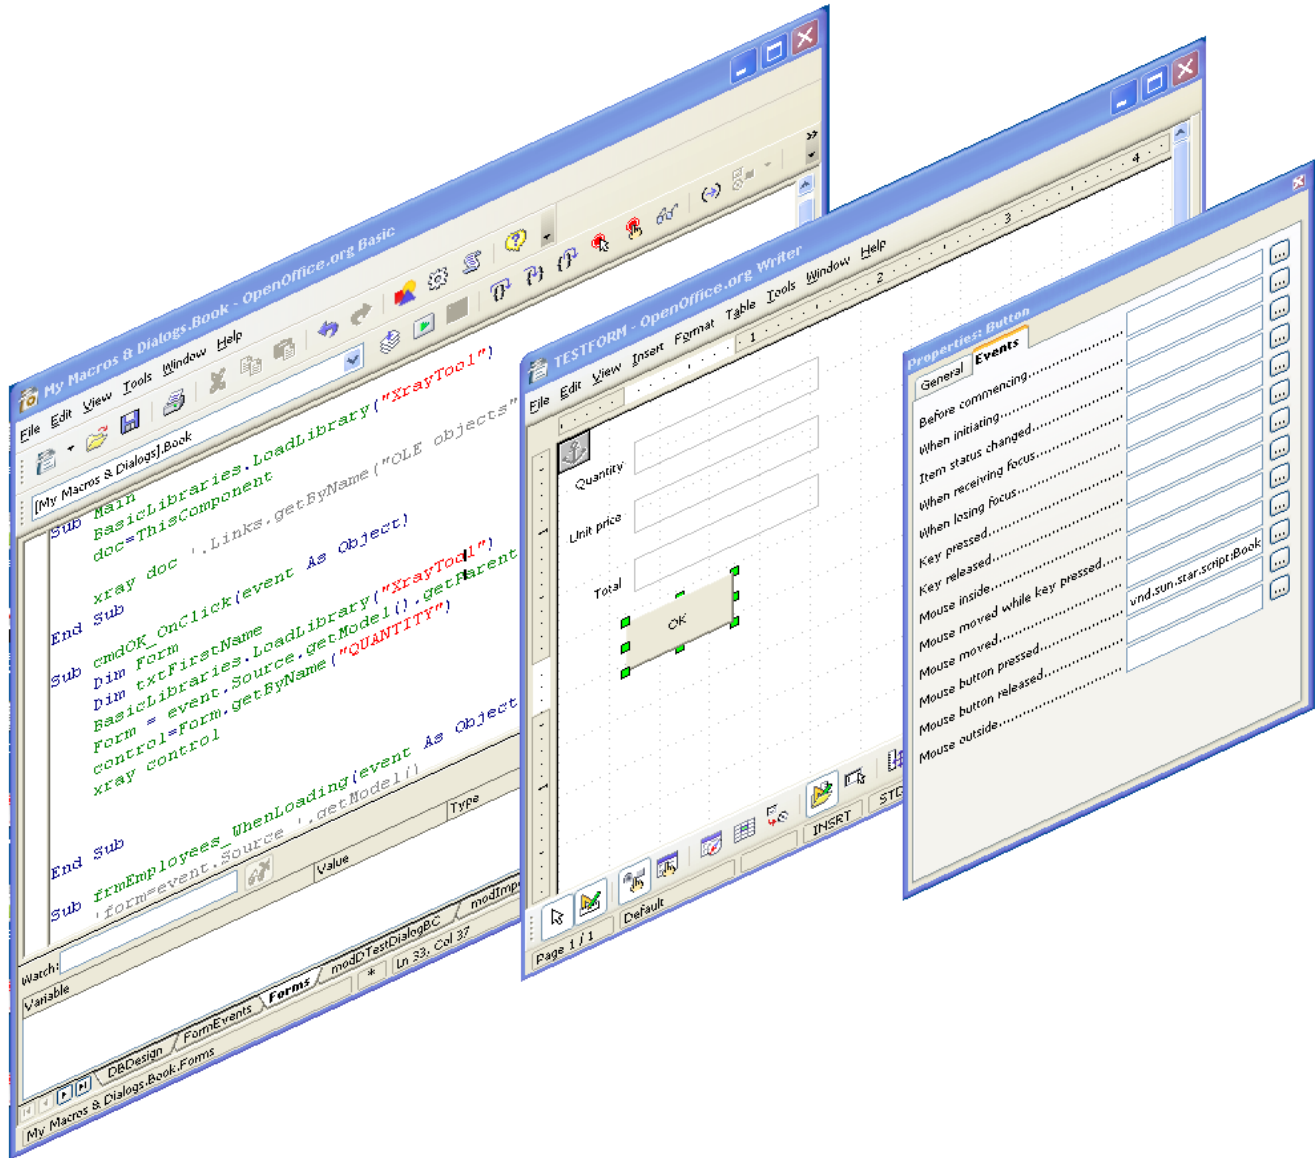 My Macros & Dialogs.Book - OpenOffice.org Basic
File Edit View Tools Window Help
[My Macros & Dialogs].Book
Sub Main
BasicLibraries.LoadLibrary("XrayTool")
doc=ThisComponent
xray doc '.Links.getByName("OLE objects"
End Sub
Sub cmdOK_OnClick(event As Object)
Dim Form
Dim txtFirstName
BasicLibraries.LoadLibrary("XrayTool")
Form = event.Source.getModel().getParent
control=Form.getByName("QUANTITY")
xray control
End Sub
Sub frmEmployees_WhenLoading(event As Object
'form=event.Source '.getModel()
Watch:
Variable Value Type
DBDesign FormEvents Forms modDTestDialogBC modImp
My Macros & Dialogs.Book.Forms * Ln 33, Col 37
TESTFORM - OpenOffice.org Writer
File Edit View Insert Format Table Tools Window Help
1 2 3 4
Quantity
Unit price
Total
OK
Page 1 / 1 Default INSRT STD
Properties: Button
General Events
Before commencing
When initiating
Item status changed
When receiving focus
When losing focus
Key pressed
Key released
Mouse inside
Mouse moved while key pressed
Mouse moved
Mouse button pressed vnd.sun.star.script:Book
Mouse button released
Mouse outside